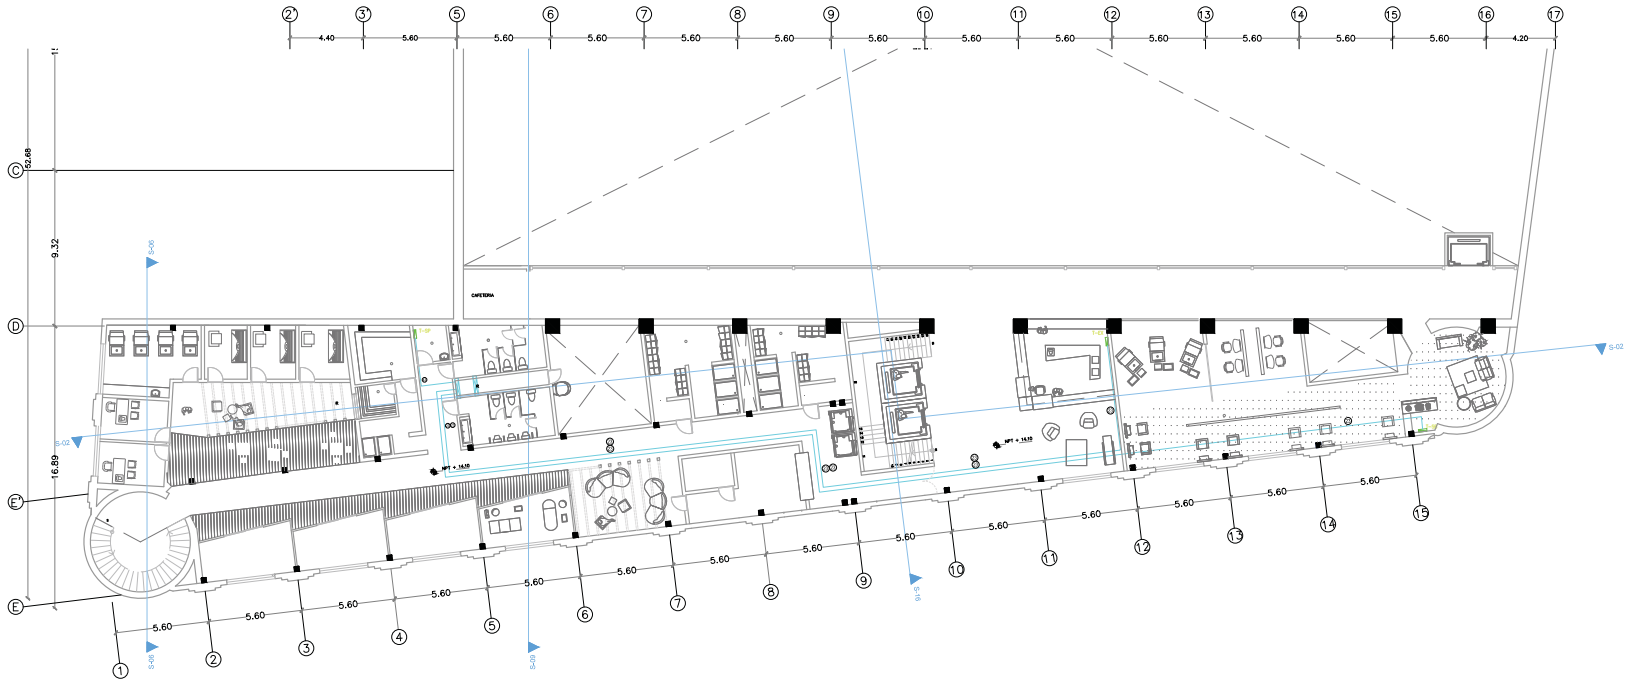 2' 3' 5 6 7 8 9 10 11 12 13 14 15 16 17
4.40 5.60 5.60 5.60 5.60 5.60 5.60 5.60 5.60 5.60 5.60 5.60 5.60 4.20
C
52.68
9.32
S-06
CAFETERIA
D
S-02
S-02
16.89
NPT + 14.10
NPT + 14.10
E'
E
5.60 5.60 5.60 5.60 5.60 5.60 5.60 5.60 5.60 5.60 5.60 5.60 5.60 5.60
1 2 3 4 5 6 7 8 9 10 11 12 13 14 15
S-06
S-09
S-16